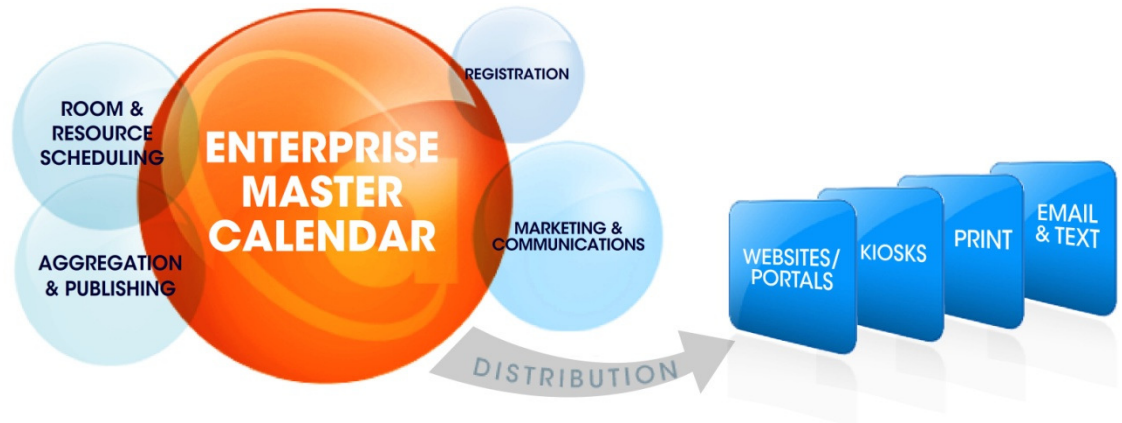 ROOM &
RESOURCE
SCHEDULING
AGGREGATION
& PUBLISHING
ENTERPRISE
MASTER
CALENDAR
REGISTRATION
MARKETING &
COMMUNICATIONS
DISTRIBUTION
WEBSITES/
PORTALS
KIOSKS
PRINT
EMAIL
& TEXT